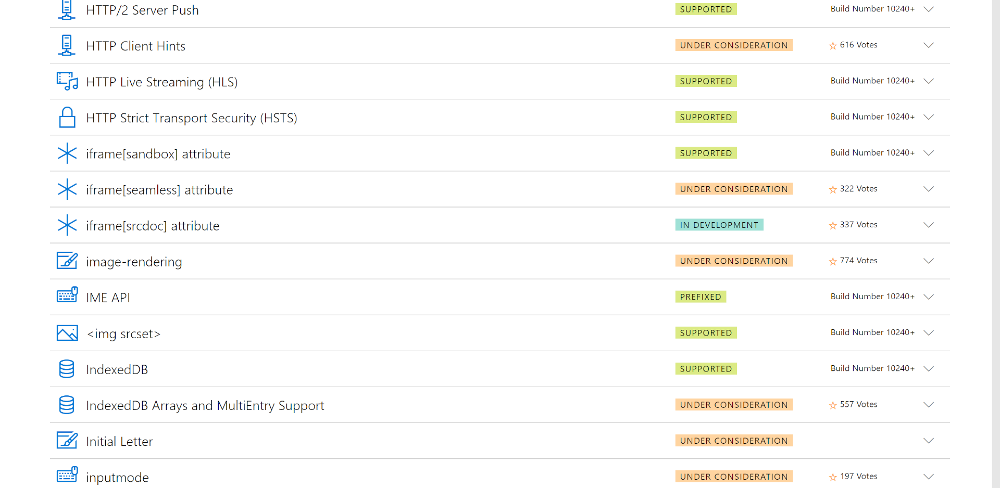 HTTP/2 Server Push SUPPORTED Build Number 10240+
HTTP Client Hints UNDER CONSIDERATION 616 Votes
HTTP Live Streaming (HLS) SUPPORTED Build Number 10240+
HTTP Strict Transport Security (HSTS) SUPPORTED Build Number 10240+
iframe[sandbox] attribute SUPPORTED Build Number 10240+
iframe[seamless] attribute UNDER CONSIDERATION 322 Votes
iframe[srcdoc] attribute IN DEVELOPMENT 337 Votes
image-rendering UNDER CONSIDERATION 774 Votes
IME API PREFIXED Build Number 10240+
<img srcset> SUPPORTED Build Number 10240+
IndexedDB SUPPORTED Build Number 10240+
IndexedDB Arrays and MultiEntry Support UNDER CONSIDERATION 557 Votes
Initial Letter UNDER CONSIDERATION
inputmode UNDER CONSIDERATION 197 Votes